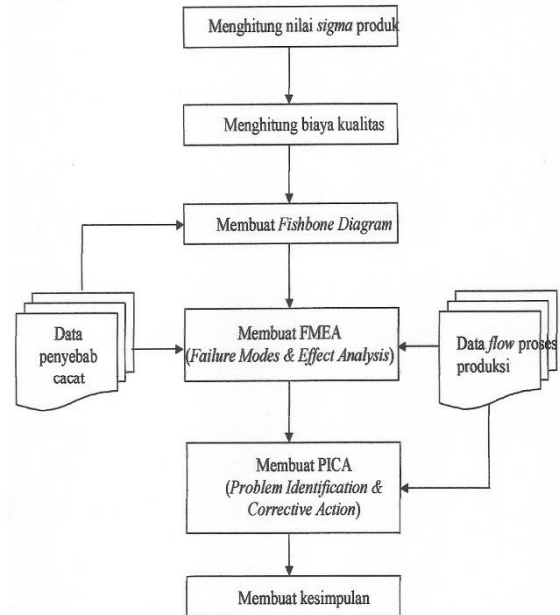 Menghitung nilai sigma produk
Menghitung biaya kualitas
Membuat Fishbone Diagram
Data
penyebab
cacat
Membuat FMEA
(Failure Modes & Effect Analysis)
Data flow proses
produksi
Membuat PICA
(Problem Identification &
Corrective Action)
Membuat kesimpulan